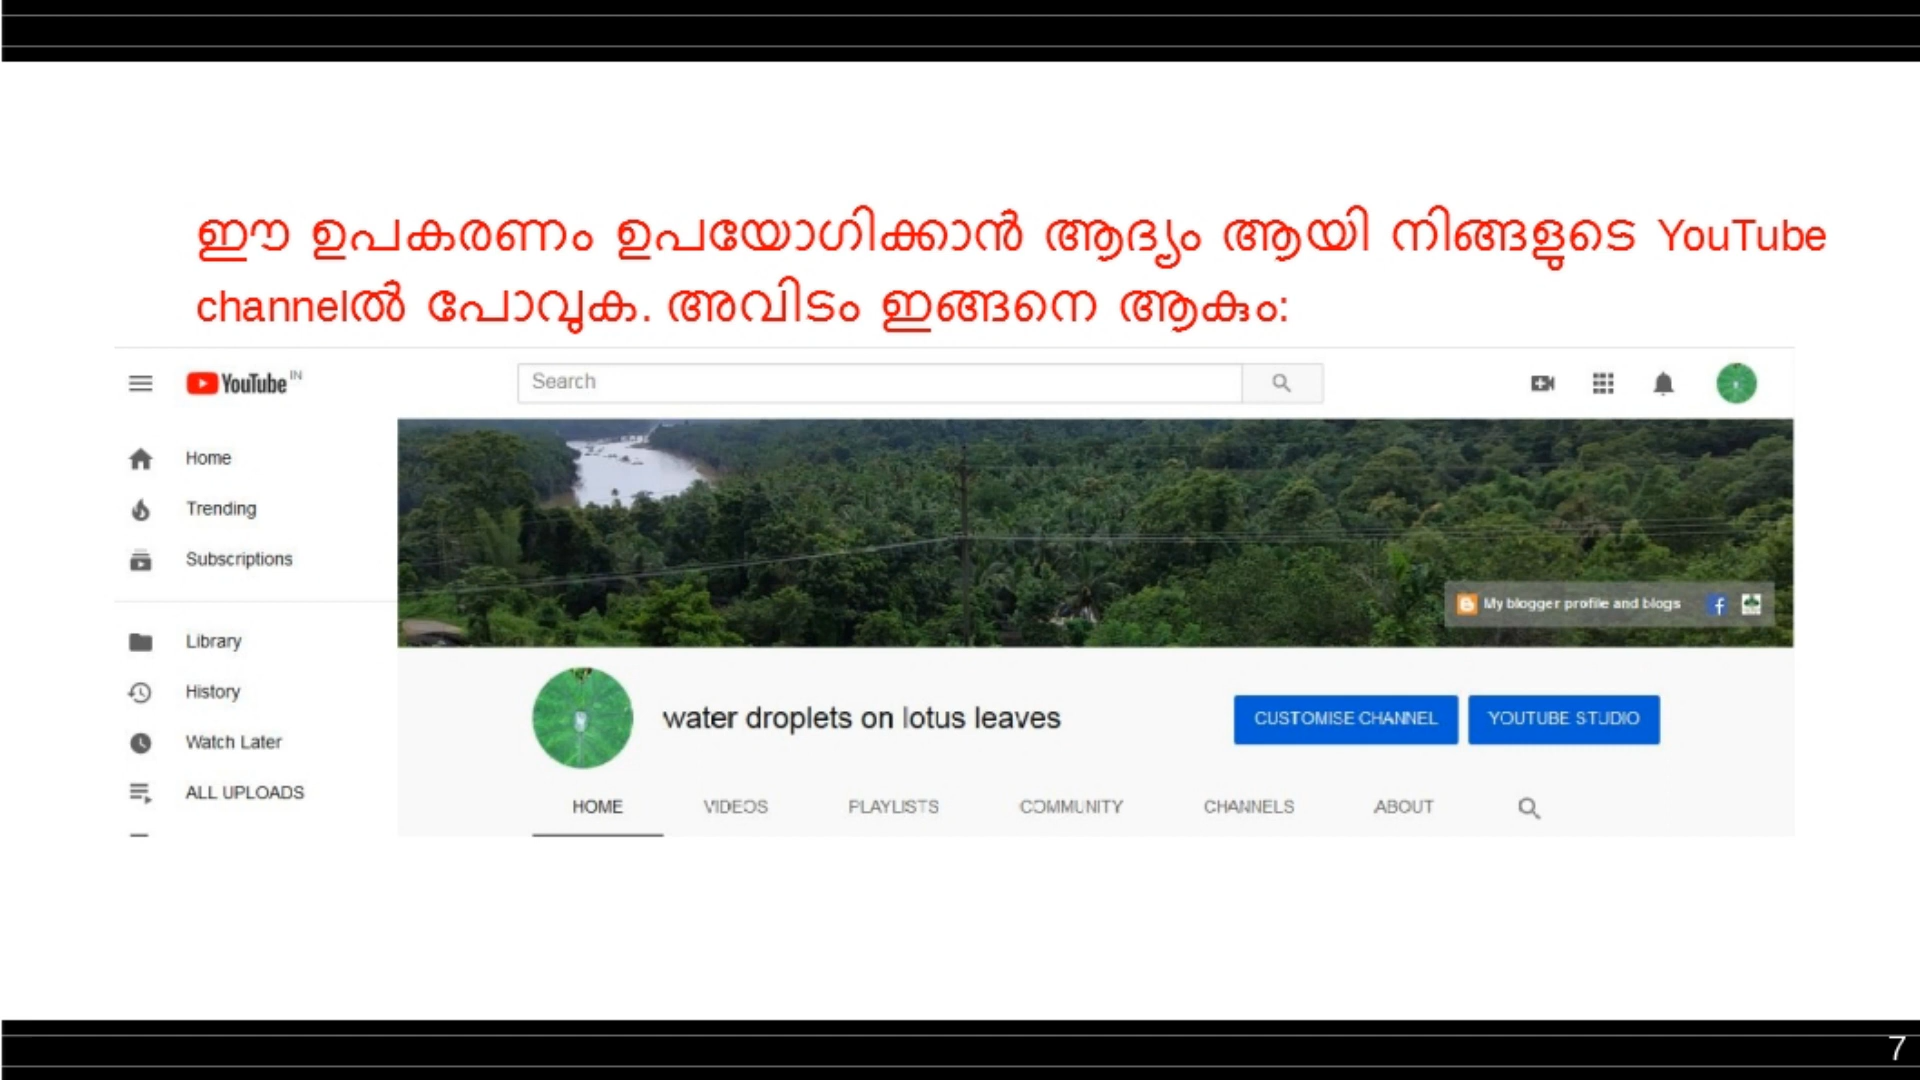 ഈ ഉപകരണം ഉപയോഗിക്കാൻ ആദ്യം ആയി നിങ്ങളുടെ YouTube
channelൽ പോവുക. അവിടം ഇങ്ങനെ ആകും:
YouTube IN
Search
Home
Trending
Subscriptions
My blogger profile and blogs
Library
History
Watch Later
ALL UPLOADS
water droplets on lotus leaves
CUSTOMISE CHANNEL
YOUTUBE STUDIO
HOME VIDEOS PLAYLISTS COMMUNITY CHANNELS ABOUT
7